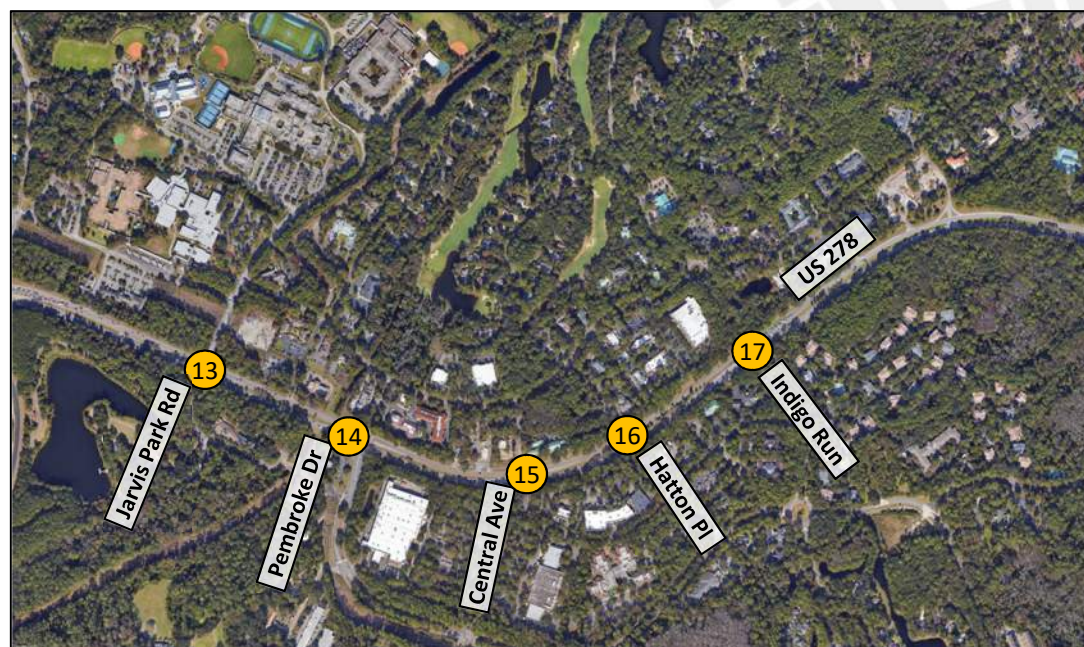 US 278
17
Indigo Run
13
Jarvis Park Rd
14
Pembroke Dr
15
Central Ave
16
Hatton Pl